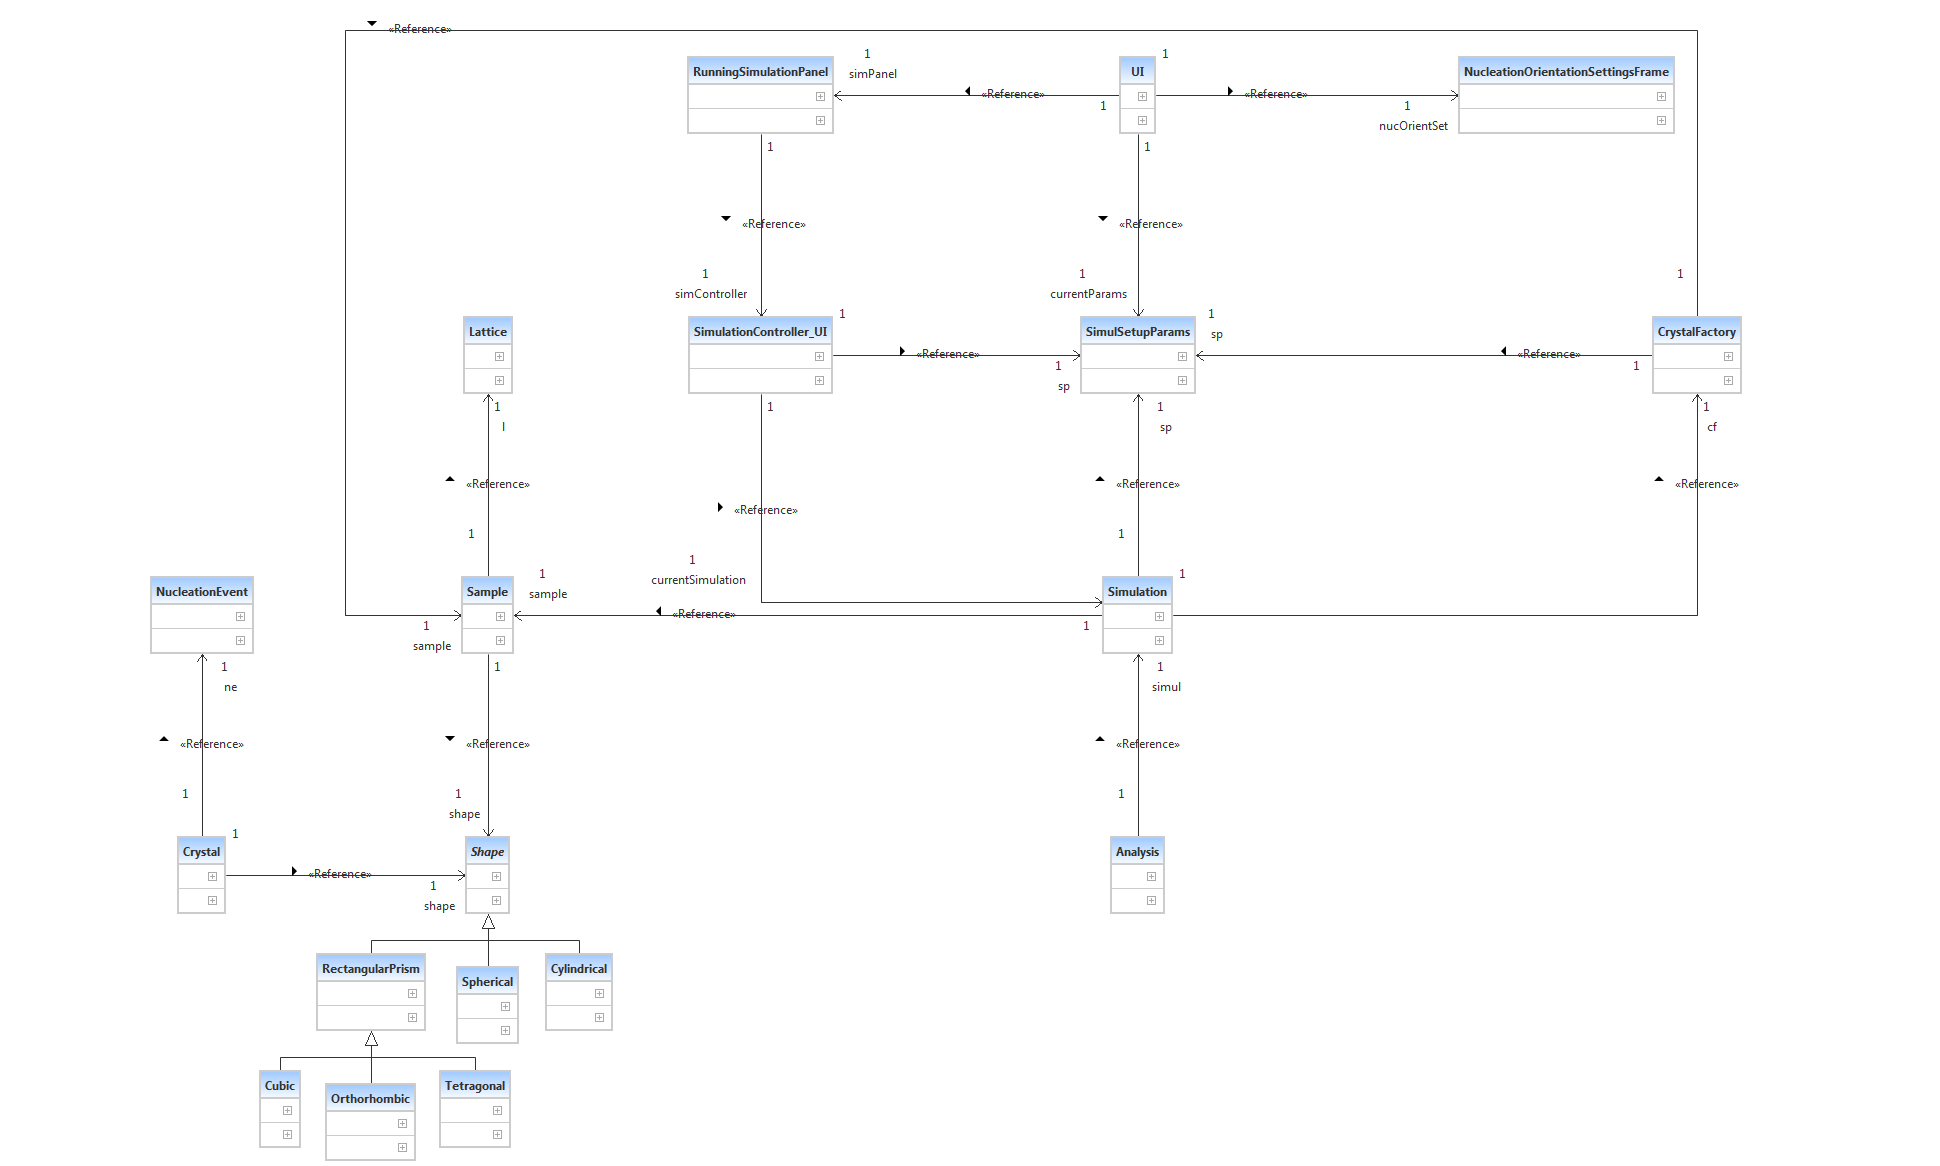 «Reference»
1
simPanel
1
RunningSimulationPanel
UI
NucleationOrientationSettingsFrame
«Reference»
«Reference»
1
1
nucOrientSet
1
1
«Reference»
«Reference»
1
simController
1
currentParams
1
1
1
sp
Lattice
SimulationController_UI
SimulSetupParams
CrystalFactory
«Reference»
«Reference»
1
sp
1
1
l
1
1
sp
1
cf
«Reference»
«Reference»
«Reference»
«Reference»
1
1
1
currentSimulation
1
sample
1
NucleationEvent
Sample
Simulation
«Reference»
1
sample
1
1
ne
1
1
simul
«Reference»
«Reference»
«Reference»
1
1
shape
1
1
Crystal
Shape
Analysis
«Reference»
1
shape
RectangularPrism
Spherical
Cylindrical
Cubic
Orthorhombic
Tetragonal